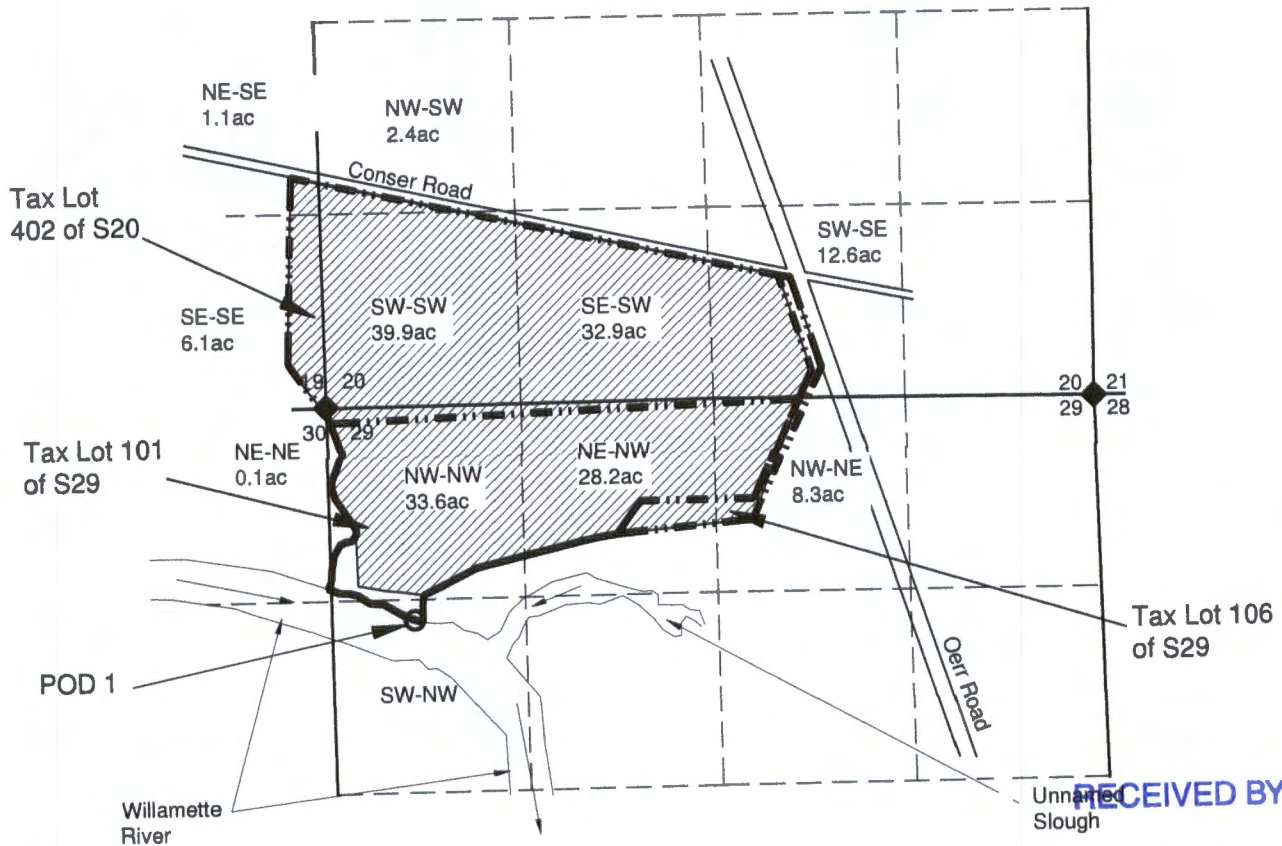 NE-SE
1.1ac
NW-SW
2.4ac
Conser Road
Tax Lot
402 of S20
SW-SE
12.6ac
SE-SE
6.1ac
SW-SW
39.9ac
SE-SW
32.9ac
19 20
30 29
20 21
29 28
Tax Lot 101
of S29
NE-NE
0.1ac
NW-NW
33.6ac
NE-NW
28.2ac
NW-NE
8.3ac
Tax Lot 106
of S29
Oerr Road
POD 1
SW-NW
Willamette
River
Unnamed
Slough
RECEIVED BY